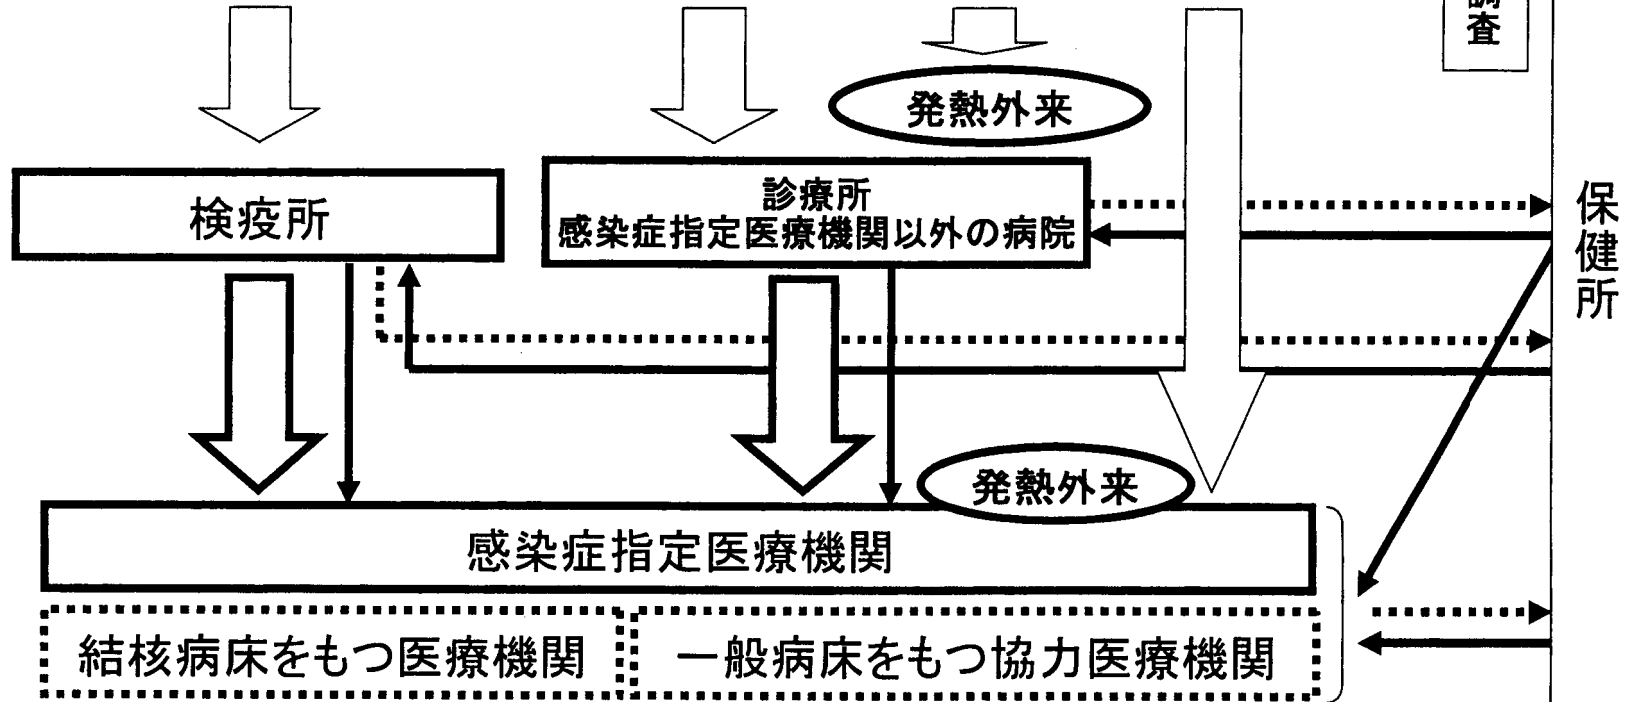 調査
発熱外来
検疫所
診療所
感染症指定医療機関以外の病院
保健所
発熱外来
感染症指定医療機関
結核病床をもつ医療機関
一般病床をもつ協力医療機関